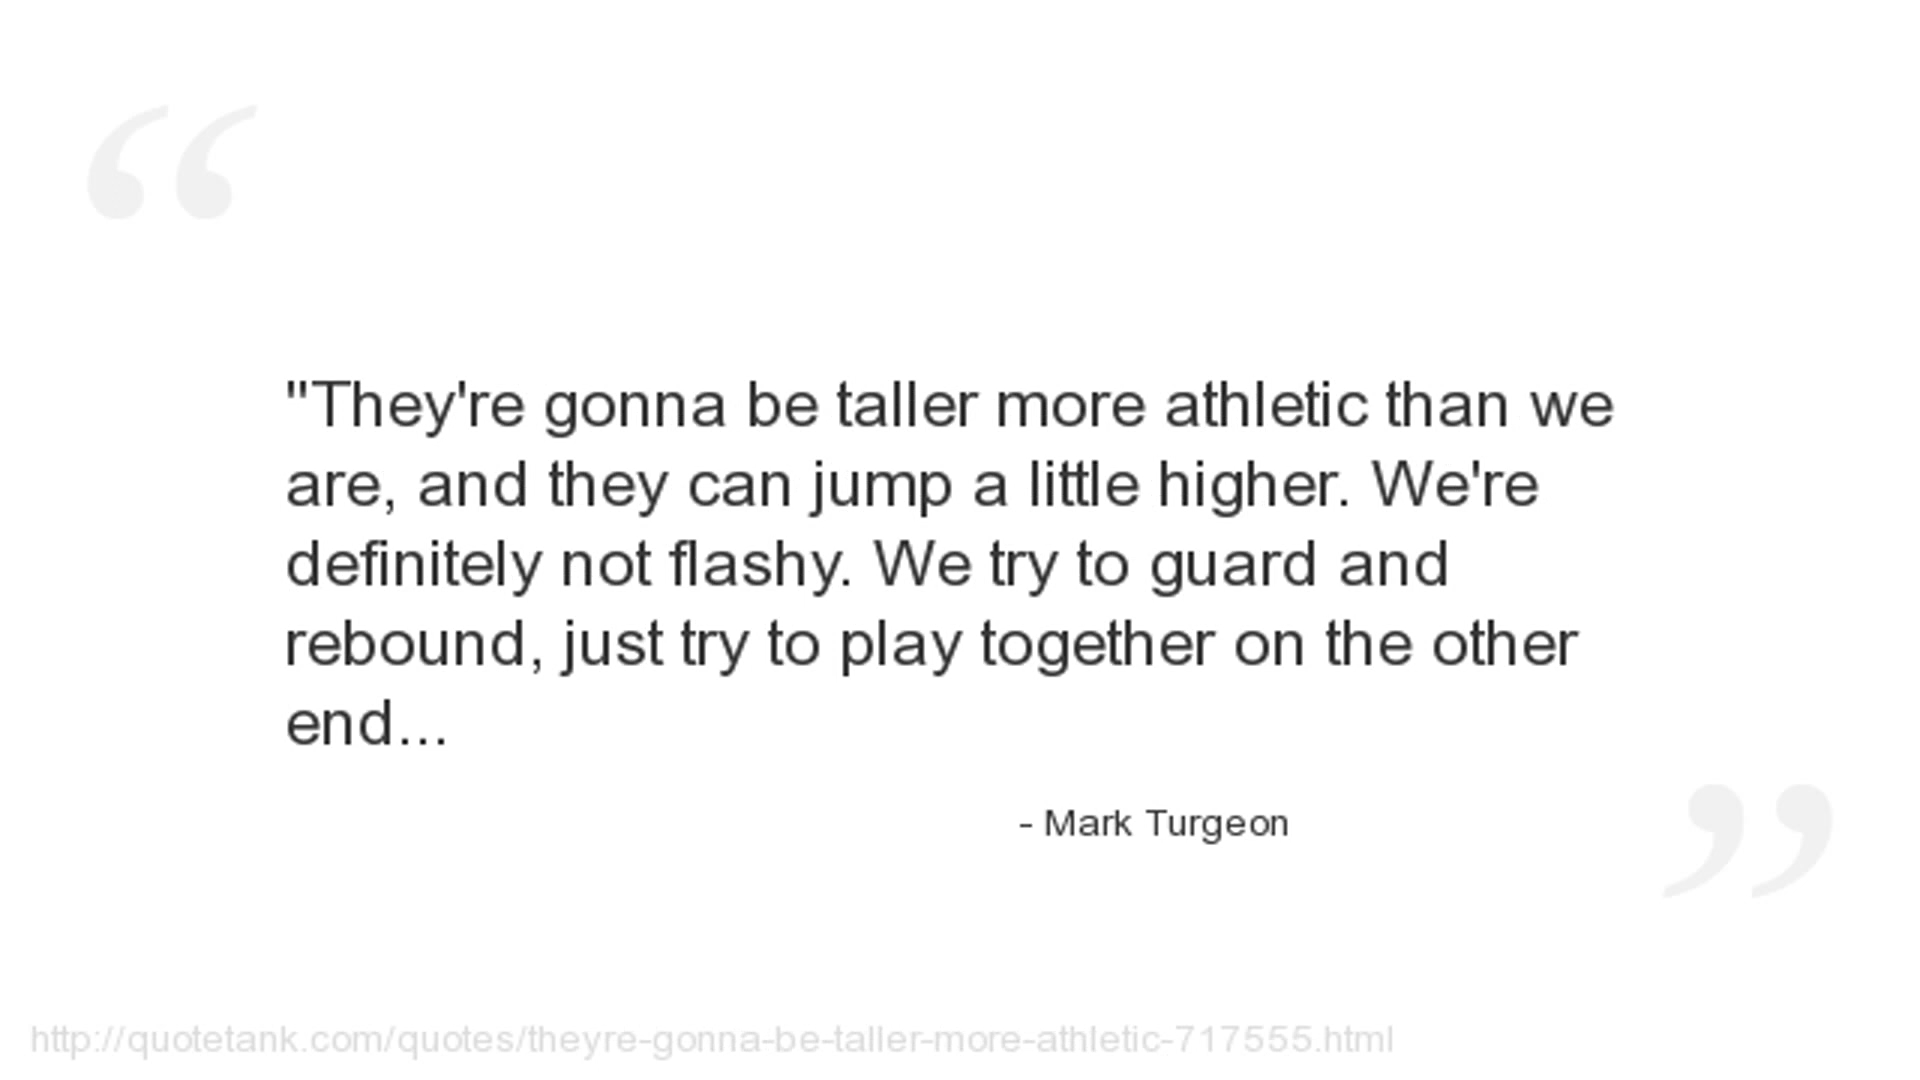 "They're gonna be taller more athletic than we
are, and they can jump a little higher. We're
definitely not flashy. We try to guard and
rebound, just try to play together on the other
end...
- Mark Turgeon
http://quotetank.com/quotes/theyre-gonna-be-taller-more-athletic-717555.html